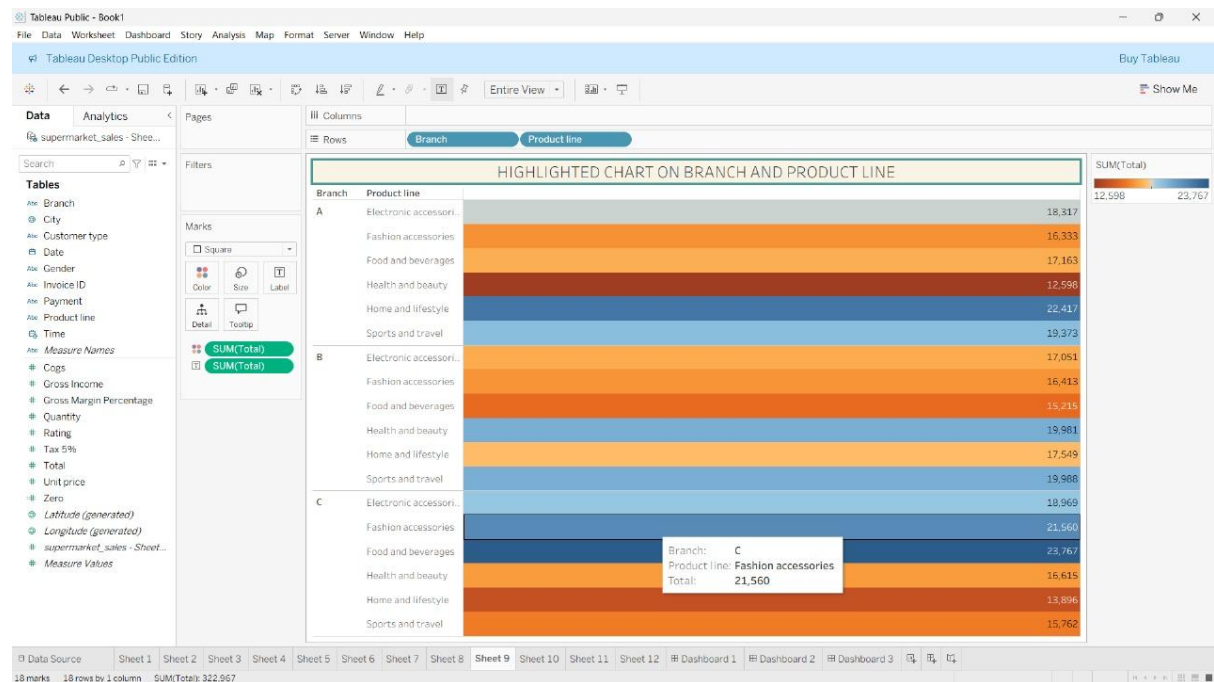 Tableau Public - Book1
File Data Worksheet Dashboard Story Analysis Map Format Server Window Help
Tableau Desktop Public Edition
Buy Tableau
Entire View
Show Me
Data Analytics
supermarket_sales - Shee...
Search
Tables
Abc Branch
City
Abc Customer type
Date
Abc Gender
Abc Invoice ID
Abc Payment
Abc Product line
Time
Abc Measure Names
# Cogs
# Gross Income
# Gross Margin Percentage
# Quantity
# Rating
# Tax 5%
# Total
# Unit price
=# Zero
Latitude (generated)
Longitude (generated)
# supermarket_sales - Sheet...
# Measure Values
Pages
Filters
Marks
Square
Color Size Label
Detail Tooltip
SUM(Total)
SUM(Total)
Columns
Rows Branch Product line
HIGHLIGHTED CHART ON BRANCH AND PRODUCT LINE
Branch Product line
A Electronic accessori.. 18,317
Fashion accessories 16,333
Food and beverages 17,163
Health and beauty 12,598
Home and lifestyle 22,417
Sports and travel 19,373
B Electronic accessori.. 17,051
Fashion accessories 16,413
Food and beverages 15,215
Health and beauty 19,981
Home and lifestyle 17,549
Sports and travel 19,988
C Electronic accessori.. 18,969
Fashion accessories 21,560
Food and beverages 23,767
Health and beauty 16,615
Home and lifestyle 13,896
Sports and travel 15,762
Branch: C
Product line: Fashion accessories
Total: 21,560
SUM(Total)
12,598 23,767
Data Source Sheet 1 Sheet 2 Sheet 3 Sheet 4 Sheet 5 Sheet 6 Sheet 7 Sheet 8 Sheet 9 Sheet 10 Sheet 11 Sheet 12 Dashboard 1 Dashboard 2 Dashboard 3
18 marks 18 rows by 1 column SUM(Total): 322,967